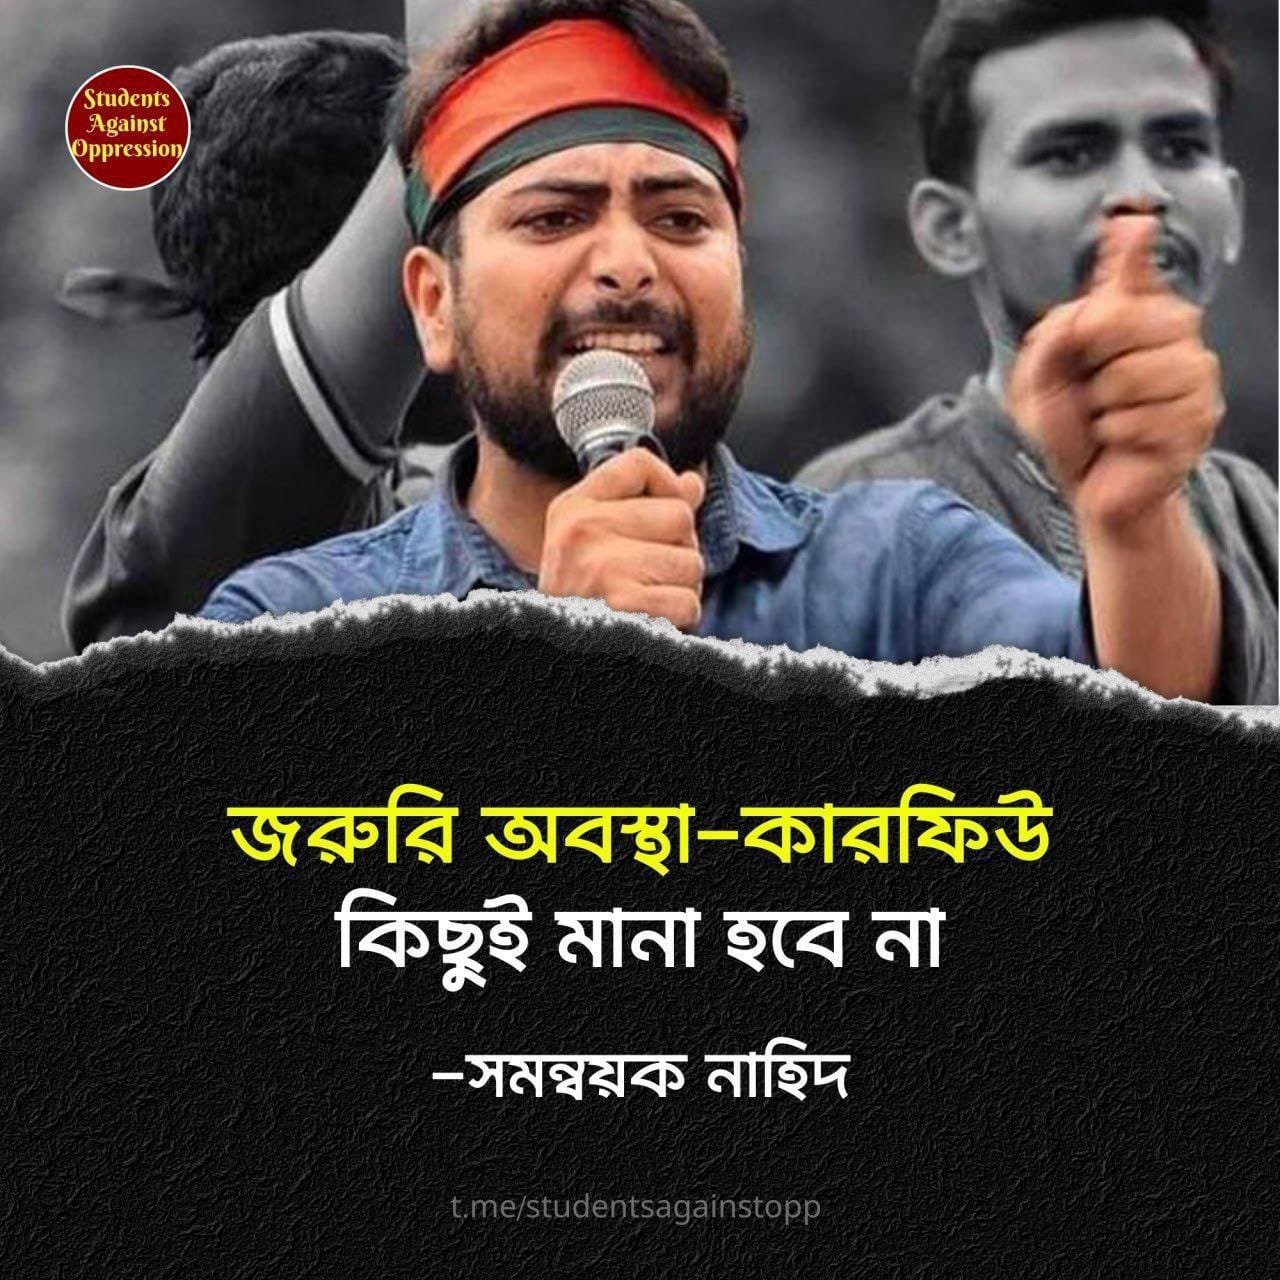 Students
Against
Oppression
জরুরি অবস্থা-কারফিউ
কিছুই মানা হবে না
-সমন্বয়ক নাহিদ
t.me/studentsagainstopp